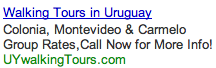 Walking Tours in Uruguay
Colonia, Montevideo & Carmelo
Group Rates,Call Now for More Info!
UYwalkingTours.com